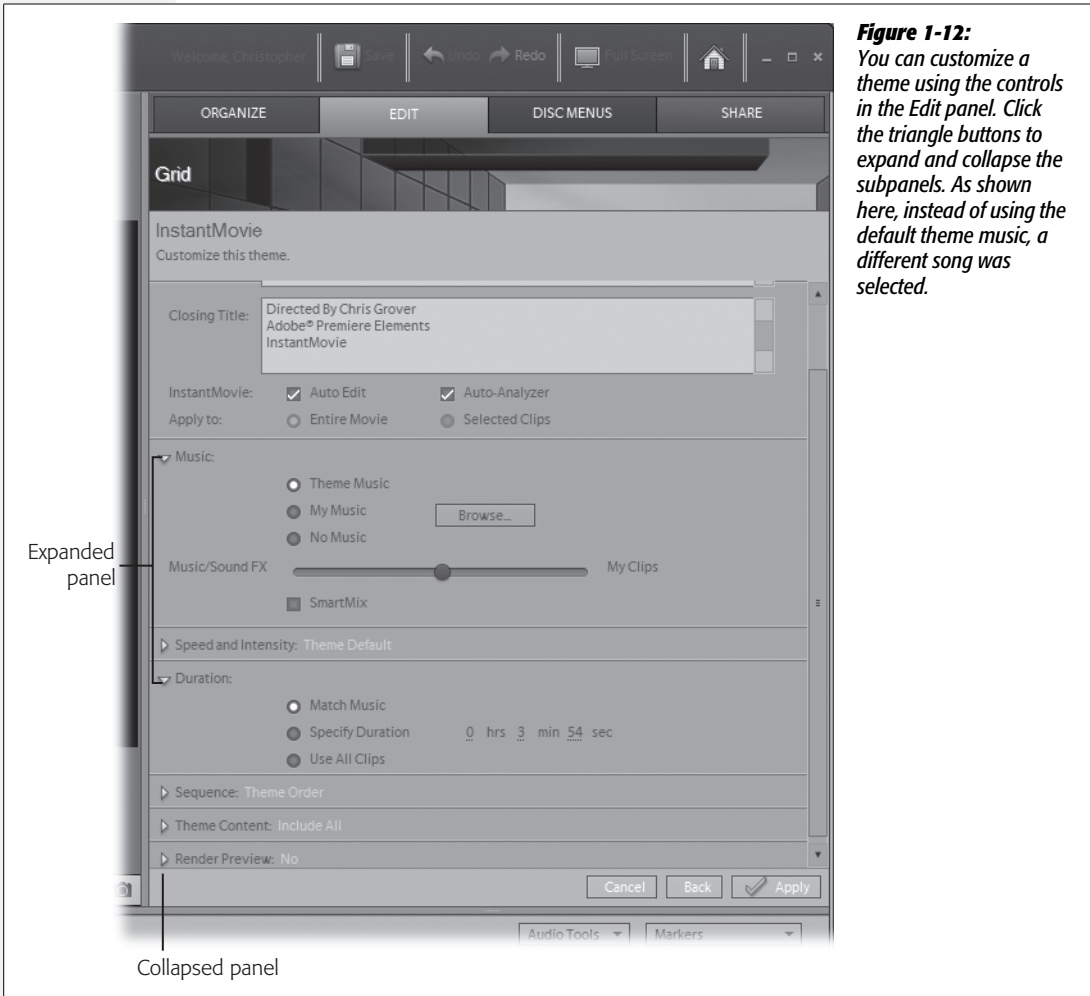 Welcome, Christopher
Save
Undo
Redo
Full Screen
ORGANIZE
EDIT
DISC MENUS
SHARE
Grid
InstantMovie
Customize this theme.
Closing Title:
Directed By Chris Grover
Adobe® Premiere Elements
InstantMovie
InstantMovie:
Auto Edit
Auto-Analyzer
Apply to:
Entire Movie
Selected Clips
Music:
Theme Music
My Music
Browse...
No Music
Music/Sound FX
My Clips
SmartMix
Speed and Intensity: Theme Default
Duration:
Match Music
Specify Duration 0 hrs 3 min 54 sec
Use All Clips
Sequence: Theme Order
Theme Content: Include All
Render Preview: No
Cancel
Back
Apply
Audio Tools
Markers
Expanded
panel
Collapsed panel
Figure 1-12:
You can customize a
theme using the controls
in the Edit panel. Click
the triangle buttons to
expand and collapse the
subpanels. As shown
here, instead of using the
default theme music, a
different song was
selected.